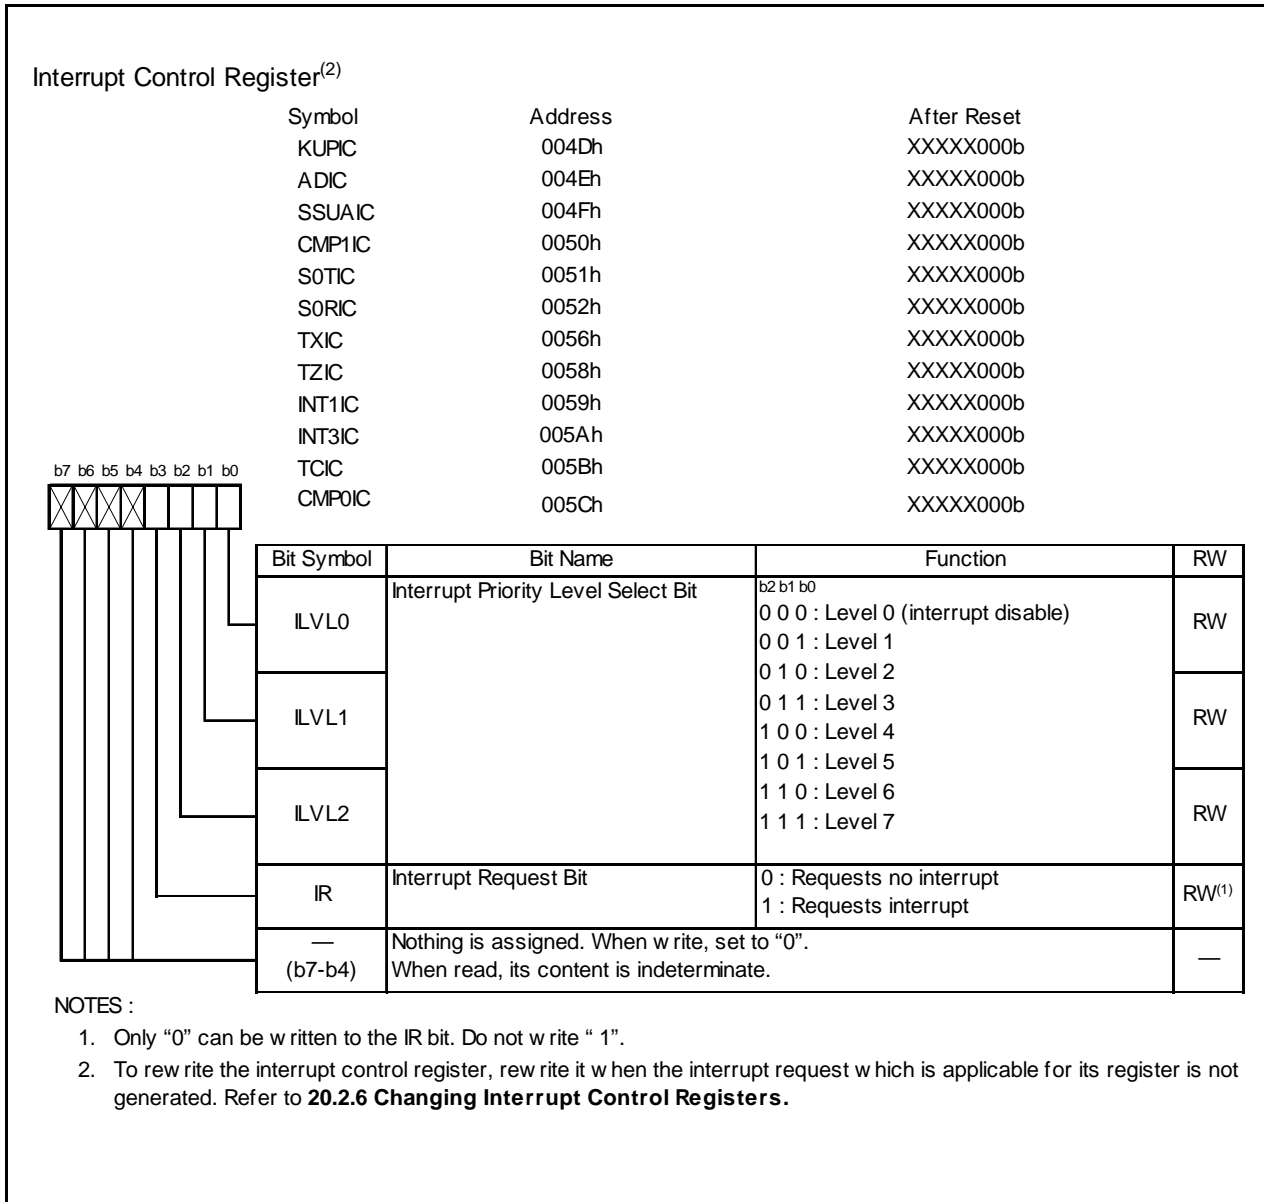 Interrupt Control Register(2)
Symbol Address After Reset
KUPIC 004Dh XXXXX000b
ADIC 004Eh XXXXX000b
SSUAIC 004Fh XXXXX000b
CMP1IC 0050h XXXXX000b
S0TIC 0051h XXXXX000b
S0RIC 0052h XXXXX000b
TXIC 0056h XXXXX000b
TZIC 0058h XXXXX000b
INT1IC 0059h XXXXX000b
INT3IC 005Ah XXXXX000b
b7 b6 b5 b4 b3 b2 b1 b0 TCIC 005Bh XXXXX000b
CMP0IC 005Ch XXXXX000b
Bit Symbol Bit Name Function RW
ILVL0 Interrupt Priority Level Select Bit b2 b1 b0
0 0 0 : Level 0 (interrupt disable) RW
0 0 1 : Level 1
0 1 0 : Level 2
ILVL1 0 1 1 : Level 3 RW
1 0 0 : Level 4
1 0 1 : Level 5
ILVL2 1 1 0 : Level 6 RW
1 1 1 : Level 7
IR Interrupt Request Bit 0 : Requests no interrupt RW(1)
1 : Requests interrupt
— Nothing is assigned. When write, set to “0”. —
(b7-b4) When read, its content is indeterminate.
NOTES :
1. Only “0” can be written to the IR bit. Do not write “ 1”.
2. To rewrite the interrupt control register, rewrite it when the interrupt request which is applicable for its register is not
generated. Refer to 20.2.6 Changing Interrupt Control Registers.